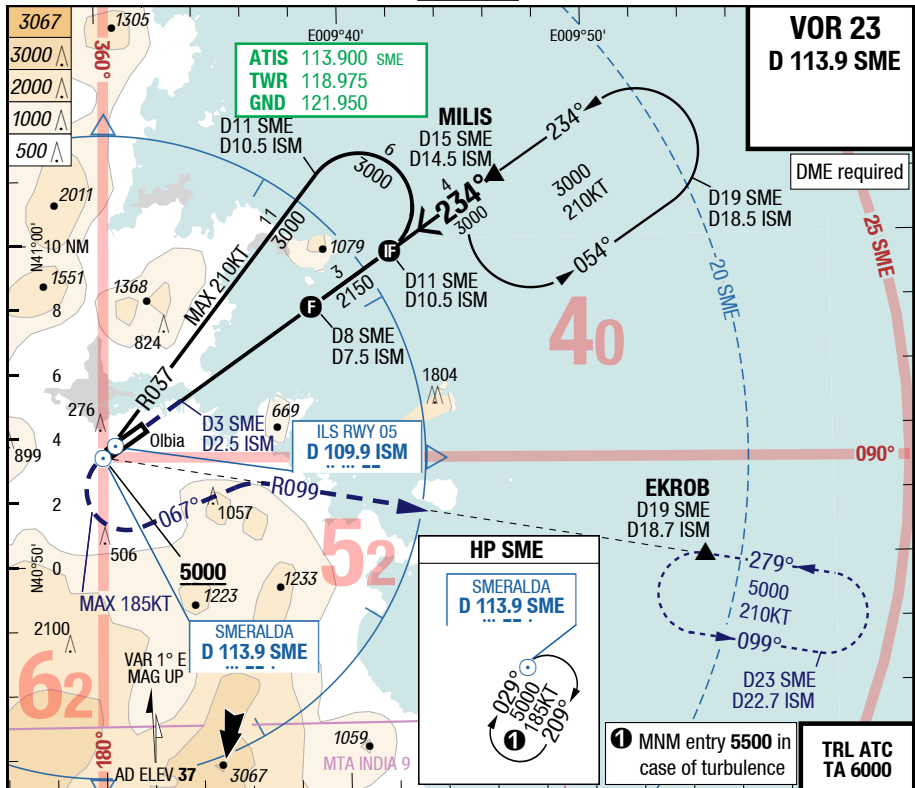 3067
3000
2000
1000
500
1305
360°
E009°40'
E009°50'
VOR 23
D 113.9 SME
DME required
ATIS 113.900 SME
TWR 118.975
GND 121.950
D11 SME
D10.5 ISM
MILIS
D15 SME
D14.5 ISM
234°
3000
210KT
D19 SME
D18.5 ISM
054°
6
3000
4
234°
3000
25 SME
20 SME
2011
N41°00'
10 NM
11
3000
MAX 210KT
R037
1079
IF
D11 SME
D10.5 ISM
3
2150
F
D8 SME
D7.5 ISM
1551
1368
824
8
6
4
2
0
40
1804
276
669
D3 SME
D2.5 ISM
Olbia
ILS RWY 05
D 109.9 ISM
090°
899
067°
R099
1057
506
EKROB
D19 SME
D18.7 ISM
52
N40°50'
5000
1223
1233
MAX 185KT
SMERALDA
D 113.9 SME
HP SME
SMERALDA
D 113.9 SME
029°
5000
185KT
209°
1
279°
5000
210KT
099°
D23 SME
D22.7 ISM
2100
62
VAR 1° E
MAG UP
180°
AD ELEV 37
3067
1059
MTA INDIA 9
1 MNM entry 5500 in
case of turbulence
TRL ATC
TA 6000